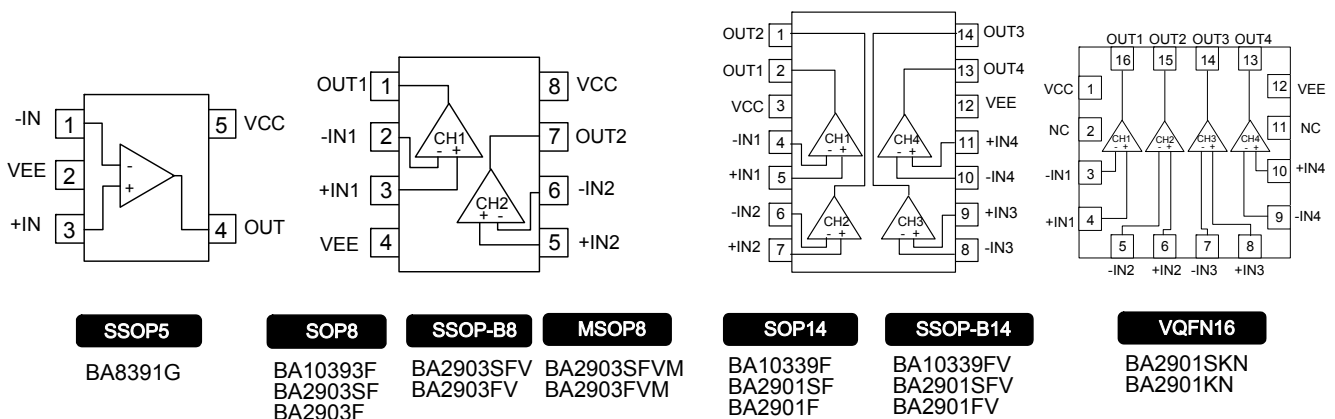 -IN 1
VEE 2
+IN 3
- +
5 VCC
4 OUT
SSOP5
BA8391G
OUT1 1
-IN1 2
+IN1 3
VEE 4
CH1
- +
CH2
+ -
8 VCC
7 OUT2
6 -IN2
5 +IN2
SOP8
BA10393F
BA2903SF
BA2903F
SSOP-B8
BA2903SFV
BA2903FV
MSOP8
BA2903SFVM
BA2903FVM
OUT2 1
OUT1 2
VCC 3
-IN1 4
+IN1 5
-IN2 6
+IN2 7
CH1
- +
CH4
- +
CH2
- +
CH3
- +
14 OUT3
13 OUT4
12 VEE
11 +IN4
10 -IN4
9 +IN3
8 -IN3
SOP14
BA10339F
BA2901SF
BA2901F
SSOP-B14
BA10339FV
BA2901SFV
BA2901FV
OUT1 OUT2 OUT3 OUT4
16 15 14 13
VCC 1
NC 2
-IN1 3
+IN1 4
CH1 CH2 CH3 CH4
- + - + - + - +
12 VEE
11 NC
10 +IN4
9 -IN4
5 6 7 8
-IN2 +IN2 -IN3 +IN3
VQFN16
BA2901SKN
BA2901KN